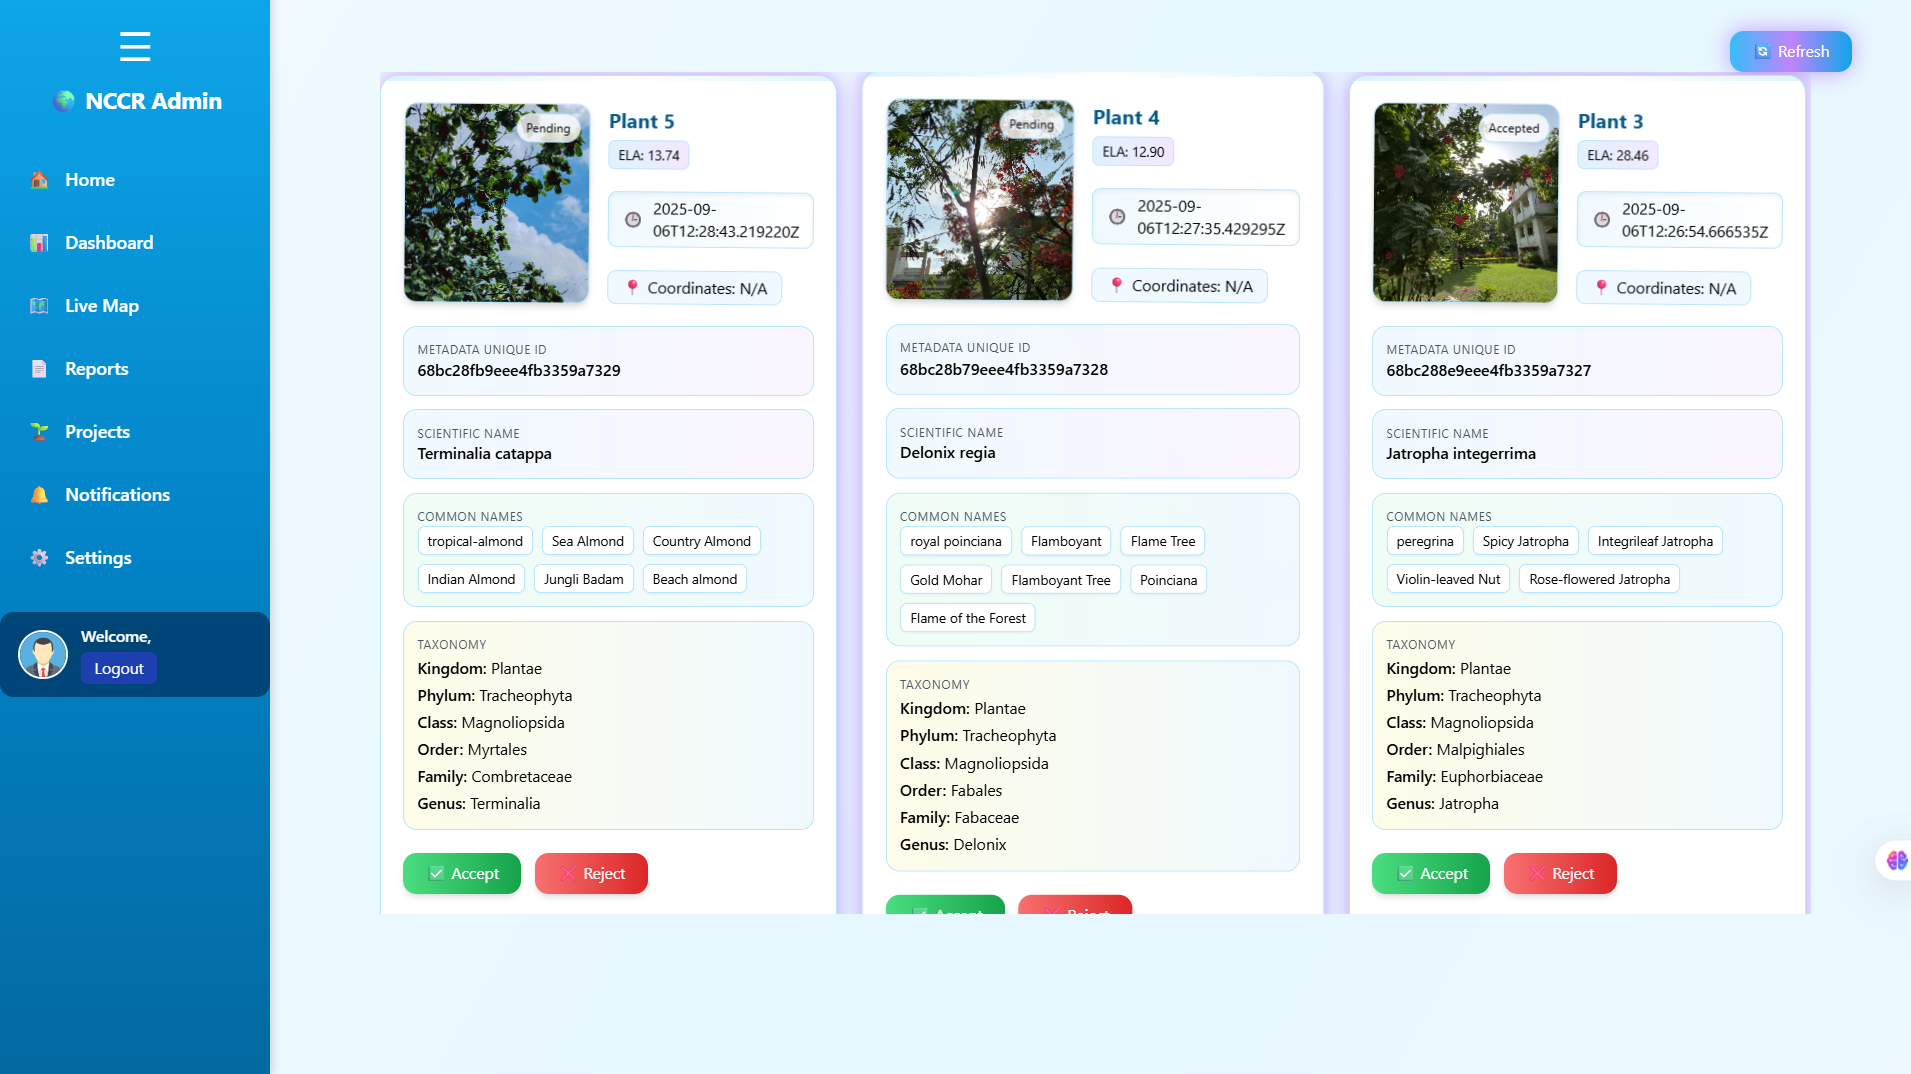 NCCR Admin
Home
Dashboard
Live Map
Reports
Projects
Notifications
Settings
Welcome,
Logout
Refresh
Pending
Plant 5
ELA: 13.74
2025-09-
06T12:28:43.219220Z
Coordinates: N/A
METADATA UNIQUE ID
68bc28fb9eee4fb3359a7329
SCIENTIFIC NAME
Terminalia catappa
COMMON NAMES
tropical-almond Sea Almond Country Almond
Indian Almond Jungli Badam Beach almond
TAXONOMY
Kingdom: Plantae
Phylum: Tracheophyta
Class: Magnoliopsida
Order: Myrtales
Family: Combretaceae
Genus: Terminalia
Accept Reject
Pending
Plant 4
ELA: 12.90
2025-09-
06T12:27:35.429295Z
Coordinates: N/A
METADATA UNIQUE ID
68bc28b79eee4fb3359a7328
SCIENTIFIC NAME
Delonix regia
COMMON NAMES
royal poinciana Flamboyant Flame Tree
Gold Mohar Flamboyant Tree Poinciana
Flame of the Forest
TAXONOMY
Kingdom: Plantae
Phylum: Tracheophyta
Class: Magnoliopsida
Order: Fabales
Family: Fabaceae
Genus: Delonix
Accept Reject
Accepted
Plant 3
ELA: 28.46
2025-09-
06T12:26:54.666535Z
Coordinates: N/A
METADATA UNIQUE ID
68bc288e9eee4fb3359a7327
SCIENTIFIC NAME
Jatropha integerrima
COMMON NAMES
peregrina Spicy Jatropha Integrileaf Jatropha
Violin-leaved Nut Rose-flowered Jatropha
TAXONOMY
Kingdom: Plantae
Phylum: Tracheophyta
Class: Magnoliopsida
Order: Malpighiales
Family: Euphorbiaceae
Genus: Jatropha
Accept Reject